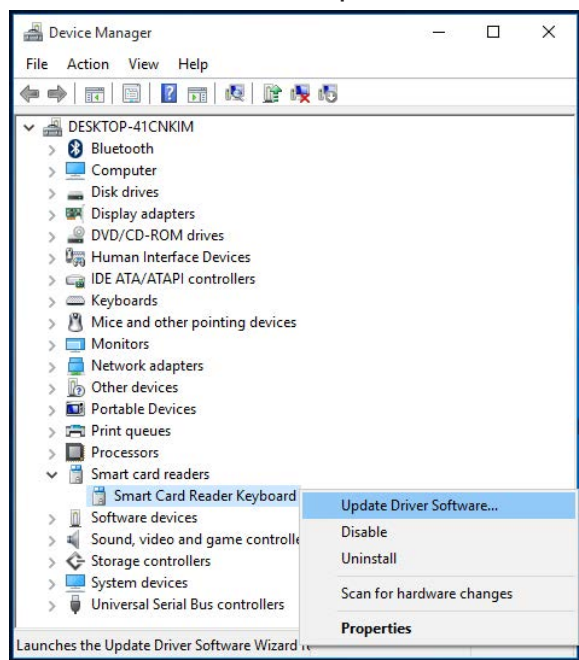 Device Manager
File Action View Help
DESKTOP-41CNKIM
Bluetooth
Computer
Disk drives
Display adapters
DVD/CD-ROM drives
Human Interface Devices
IDE ATA/ATAPI controllers
Keyboards
Mice and other pointing devices
Monitors
Network adapters
Other devices
Portable Devices
Print queues
Processors
Smart card readers
Smart Card Reader Keyboard
Update Driver Software...
Software devices
Disable
Sound, video and game controlle
Uninstall
Storage controllers
System devices
Scan for hardware changes
Universal Serial Bus controllers
Properties
Launches the Update Driver Software Wizard